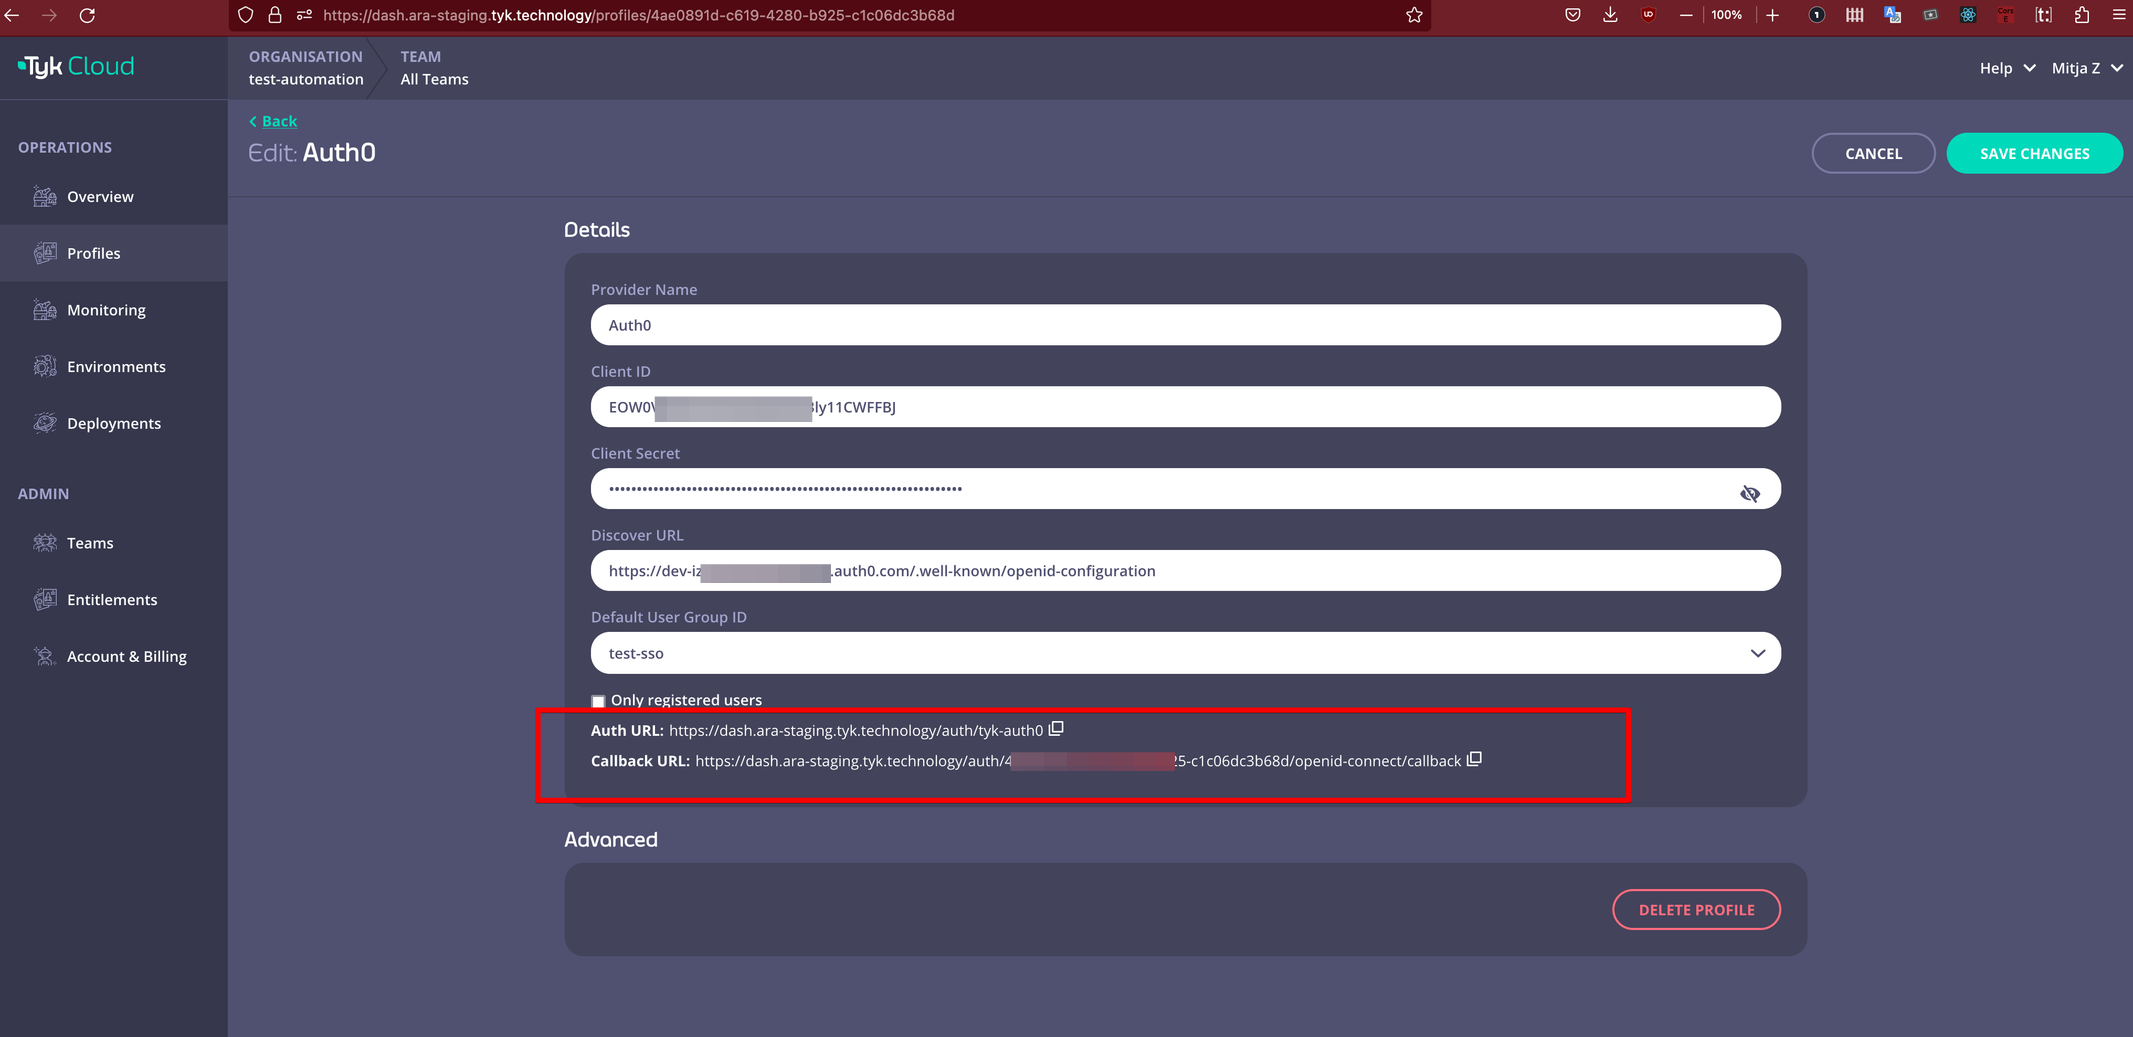 https://dash.ara-staging.tyk.technology/profiles/4ae0891d-c619-4280-b925-c1c06dc3b68d
100%
Tyk Cloud
ORGANISATION
test-automation
TEAM
All Teams
Help
Mitja Z
Back
Edit: Auth0
CANCEL
SAVE CHANGES
OPERATIONS
Overview
Profiles
Monitoring
Environments
Deployments
ADMIN
Teams
Entitlements
Account & Billing
Details
Provider Name
Auth0
Client ID
EOW0 ly11CWFFBJ
Client Secret
Discover URL
https://dev-iz .auth0.com/.well-known/openid-configuration
Default User Group ID
test-sso
Only registered users
Auth URL: https://dash.ara-staging.tyk.technology/auth/tyk-auth0
Callback URL: https://dash.ara-staging.tyk.technology/auth/4 5-c1c06dc3b68d/openid-connect/callback
Advanced
DELETE PROFILE